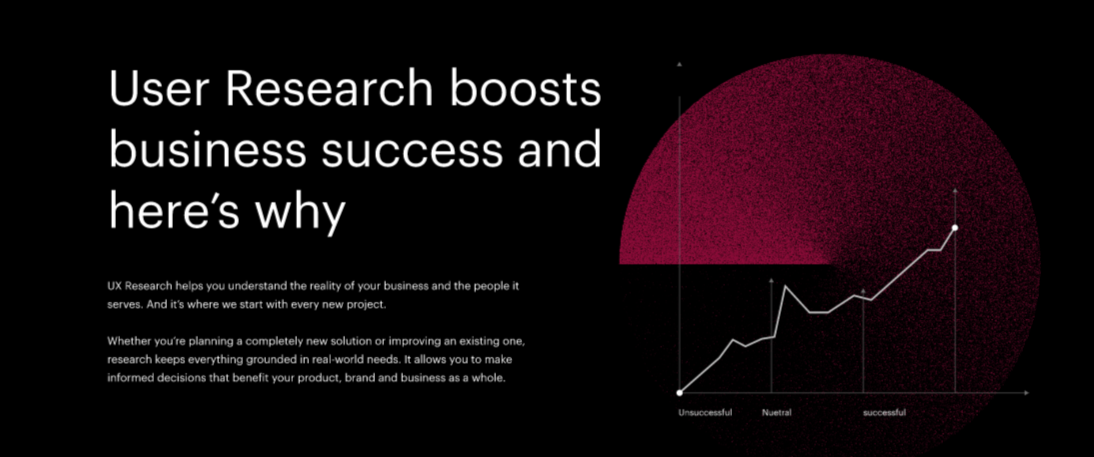 User Research boosts
business success and
here’s why
UX Research helps you understand the reality of your business and the people it
serves. And it’s where we start with every new project.
Whether you’re planning a completely new solution or improving an existing one,
research keeps everything grounded in real-world needs. It allows you to make
informed decisions that benefit your product, brand and business as a whole.
Unsuccessful Nuetral successful